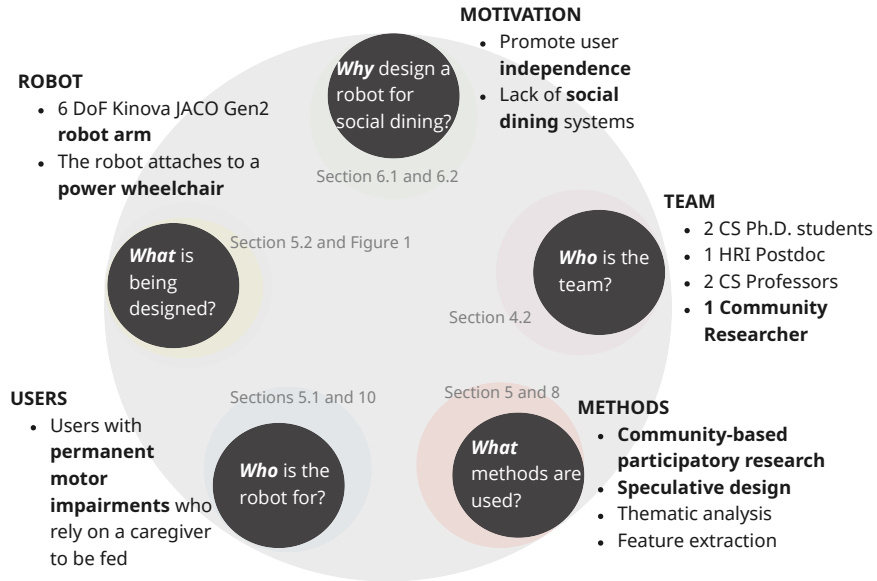 MOTIVATION
• Promote user
independence
• Lack of social
dining systems
Why design a
robot for
social dining?
Section 6.1 and 6.2
ROBOT
• 6 DoF Kinova JACO Gen2
robot arm
• The robot attaches to a
power wheelchair
What is
being
designed?
Section 5.2 and Figure 1
TEAM
• 2 CS Ph.D. students
• 1 HRI Postdoc
• 2 CS Professors
• 1 Community
Researcher
Who is the
team?
Section 4.2
USERS
• Users with
permanent
motor
impairments who
rely on a caregiver
to be fed
Sections 5.1 and 10
Who is the
robot for?
Section 5 and 8
What
methods are
used?
METHODS
• Community-based
participatory research
• Speculative design
• Thematic analysis
• Feature extraction